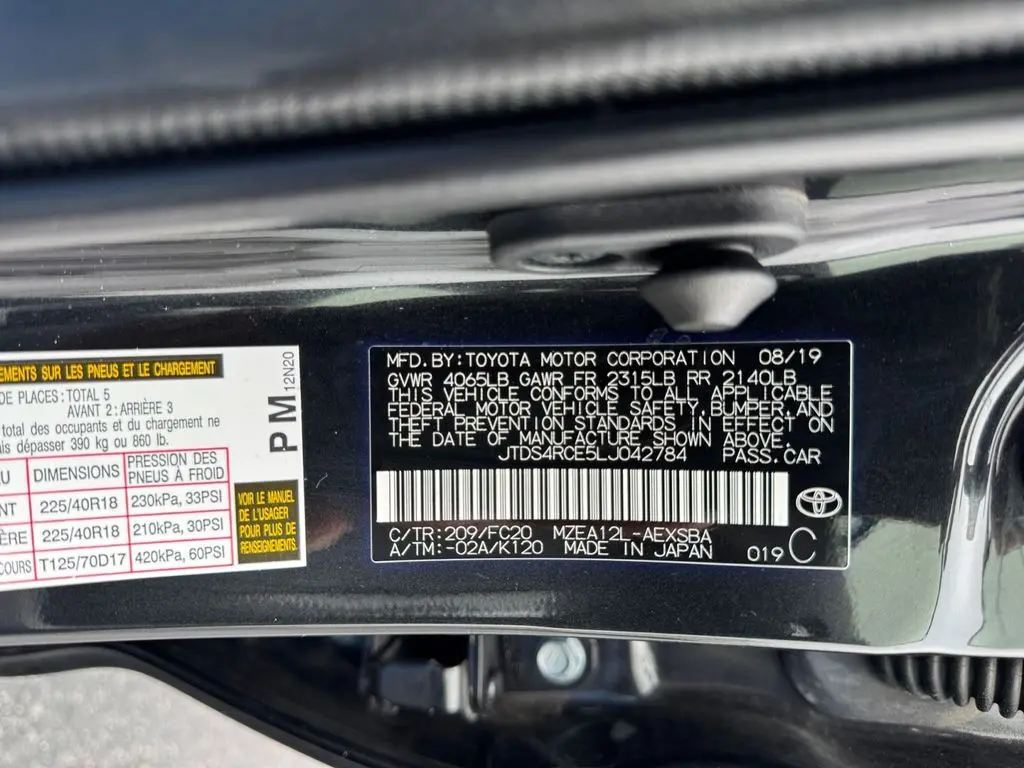 EMENTS SUR LES PNEUS ET LE CHARGEMENT
DE PLACES: TOTAL 5
AVANT 2: ARRIÈRE 3
total des occupants et du chargement ne
ais dépasser 390 kg ou 860 lb.
U DIMENSIONS PRESSION DES PNEUS À FROID
NT 225/40R18 230kPa, 33PSI
ÈRE 225/40R18 210kPa, 30PSI
COURS T125/70D17 420kPa, 60PSI
VOIR LE MANUEL
DE L'USAGER
POUR PLUS DE
RENSEIGNEMENTS.
PM 12N20
MFD.BY:TOYOTA MOTOR CORPORATION 08/19
GVWR 4065LB GAWR FR 2315LB RR 2140LB
THIS VEHICLE CONFORMS TO ALL APPLICABLE
FEDERAL MOTOR VEHICLE SAFETY, BUMPER, AND
THEFT PREVENTION STANDARDS IN EFFECT ON
THE DATE OF MANUFACTURE SHOWN ABOVE.
JTDS4RCE5LJ042784 PASS.CAR
C/TR:209/FC20 MZEA12L-AEXSBA
A/TM:-02A/K120 MADE IN JAPAN 019 C